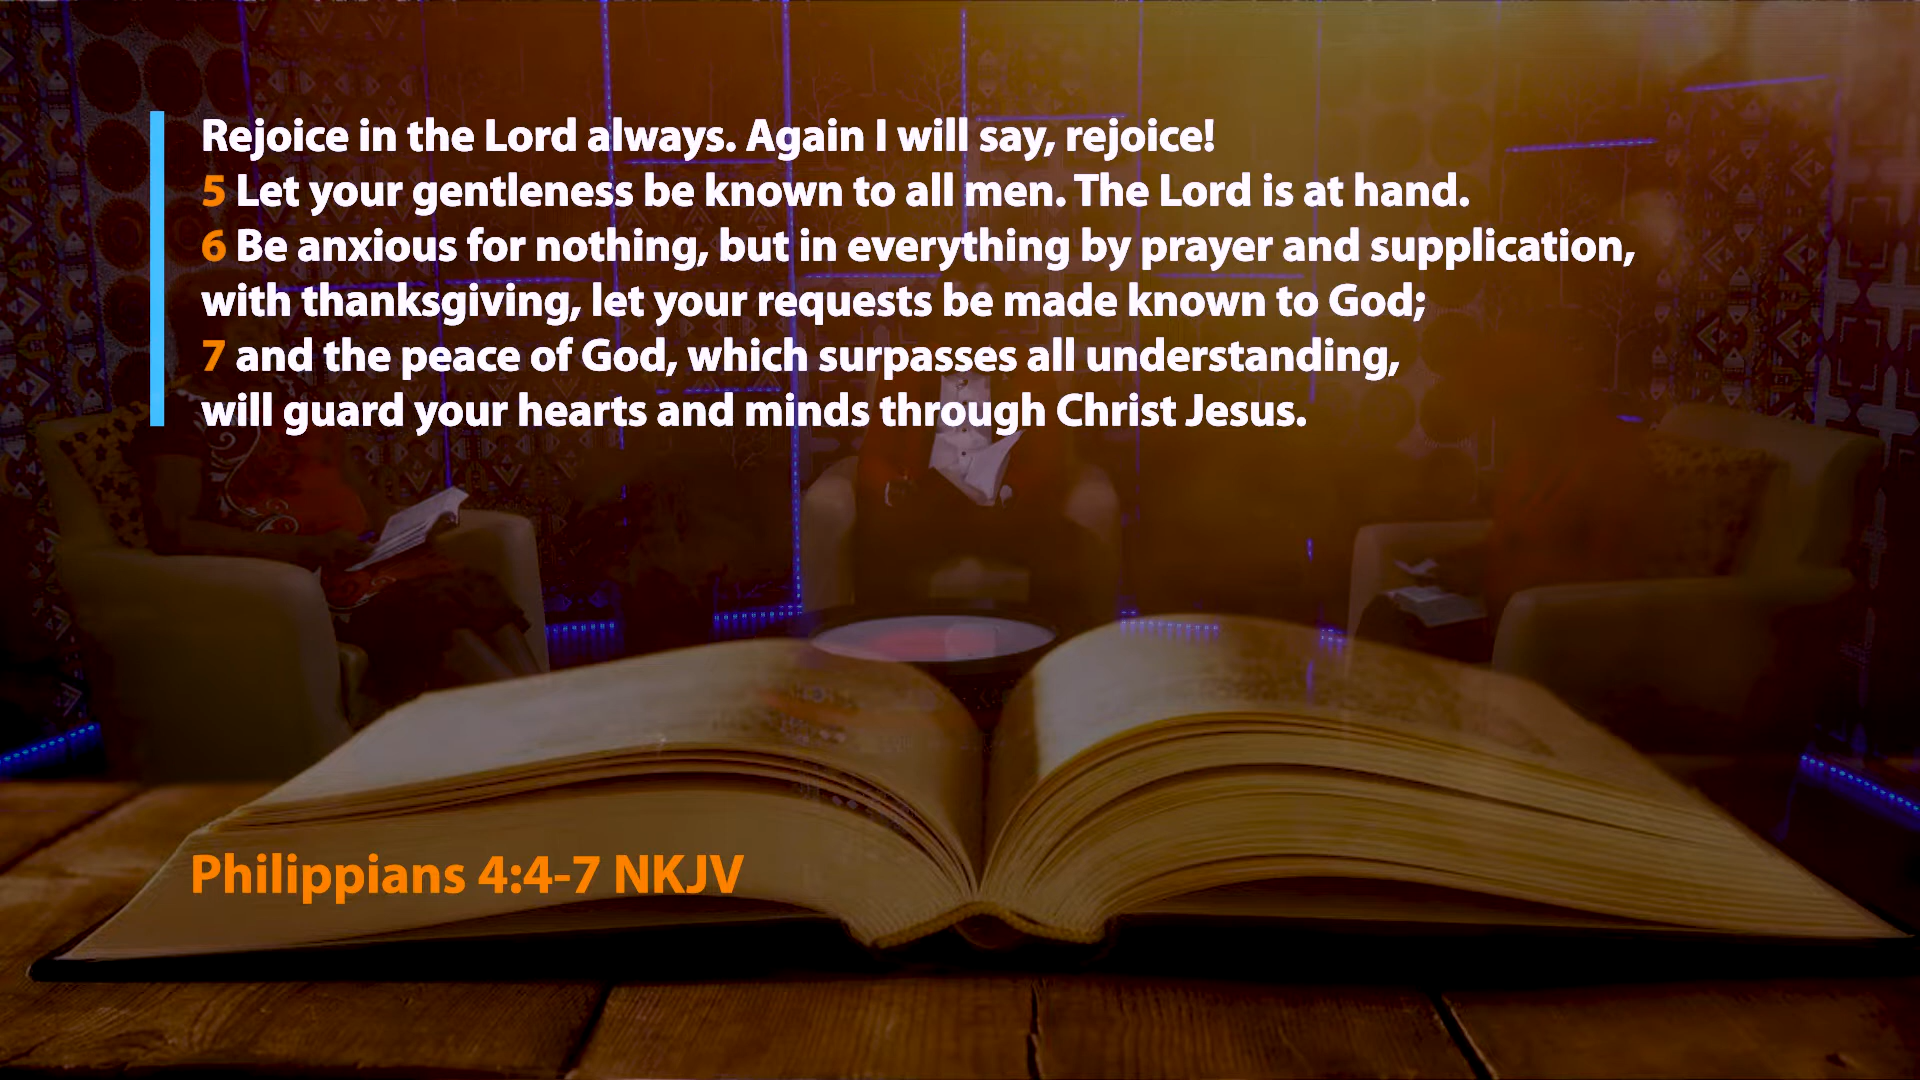 Rejoice in the Lord always. Again I will say, rejoice!
5 Let your gentleness be known to all men. The Lord is at hand.
6 Be anxious for nothing, but in everything by prayer and supplication,
with thanksgiving, let your requests be made known to God;
7 and the peace of God, which surpasses all understanding,
will guard your hearts and minds through Christ Jesus.
Philippians 4:4-7 NKJV